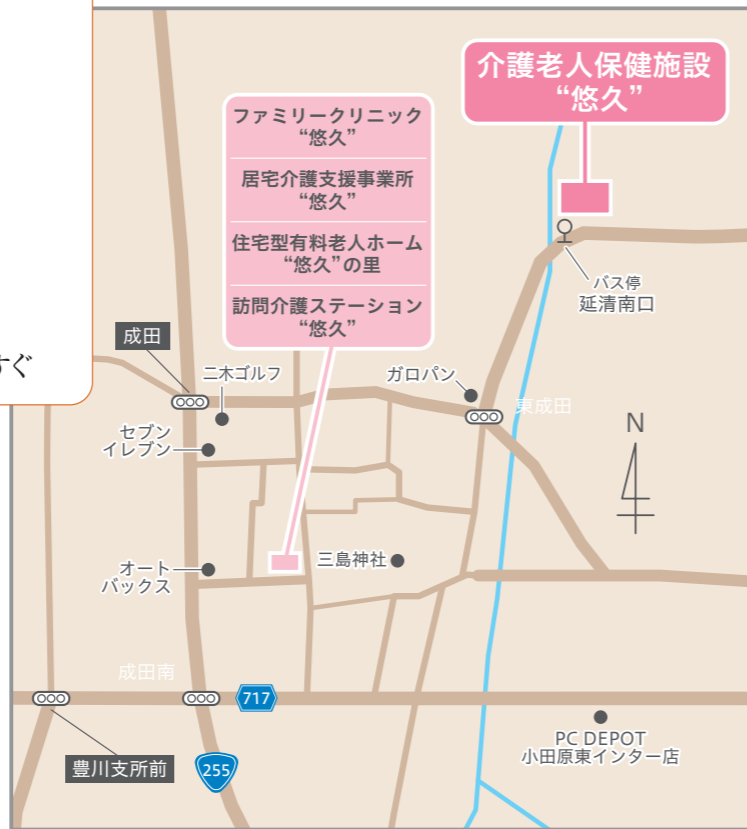 介護老人保健施設
“悠久”
ファミリークリニック
“悠久”
居宅介護支援事業所
“悠久”
住宅型有料老人ホーム
“悠久”の里
訪問介護ステーション
“悠久”
バス停
延清南口
成田
すぐ
二木ゴルフ
ガロパン
東成田
セブン
イレブン
N
オート
バックス
三島神社
成田南
717
豊川支所前
255
PC DEPOT
小田原東インター店